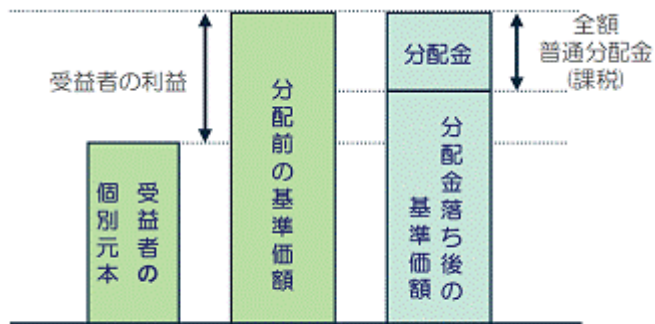 受益者の利益
受益者の
個別元本
分配前の基準価額
分配金
分配金落ち後の
基準価額
全額
普通分配金
(課税)